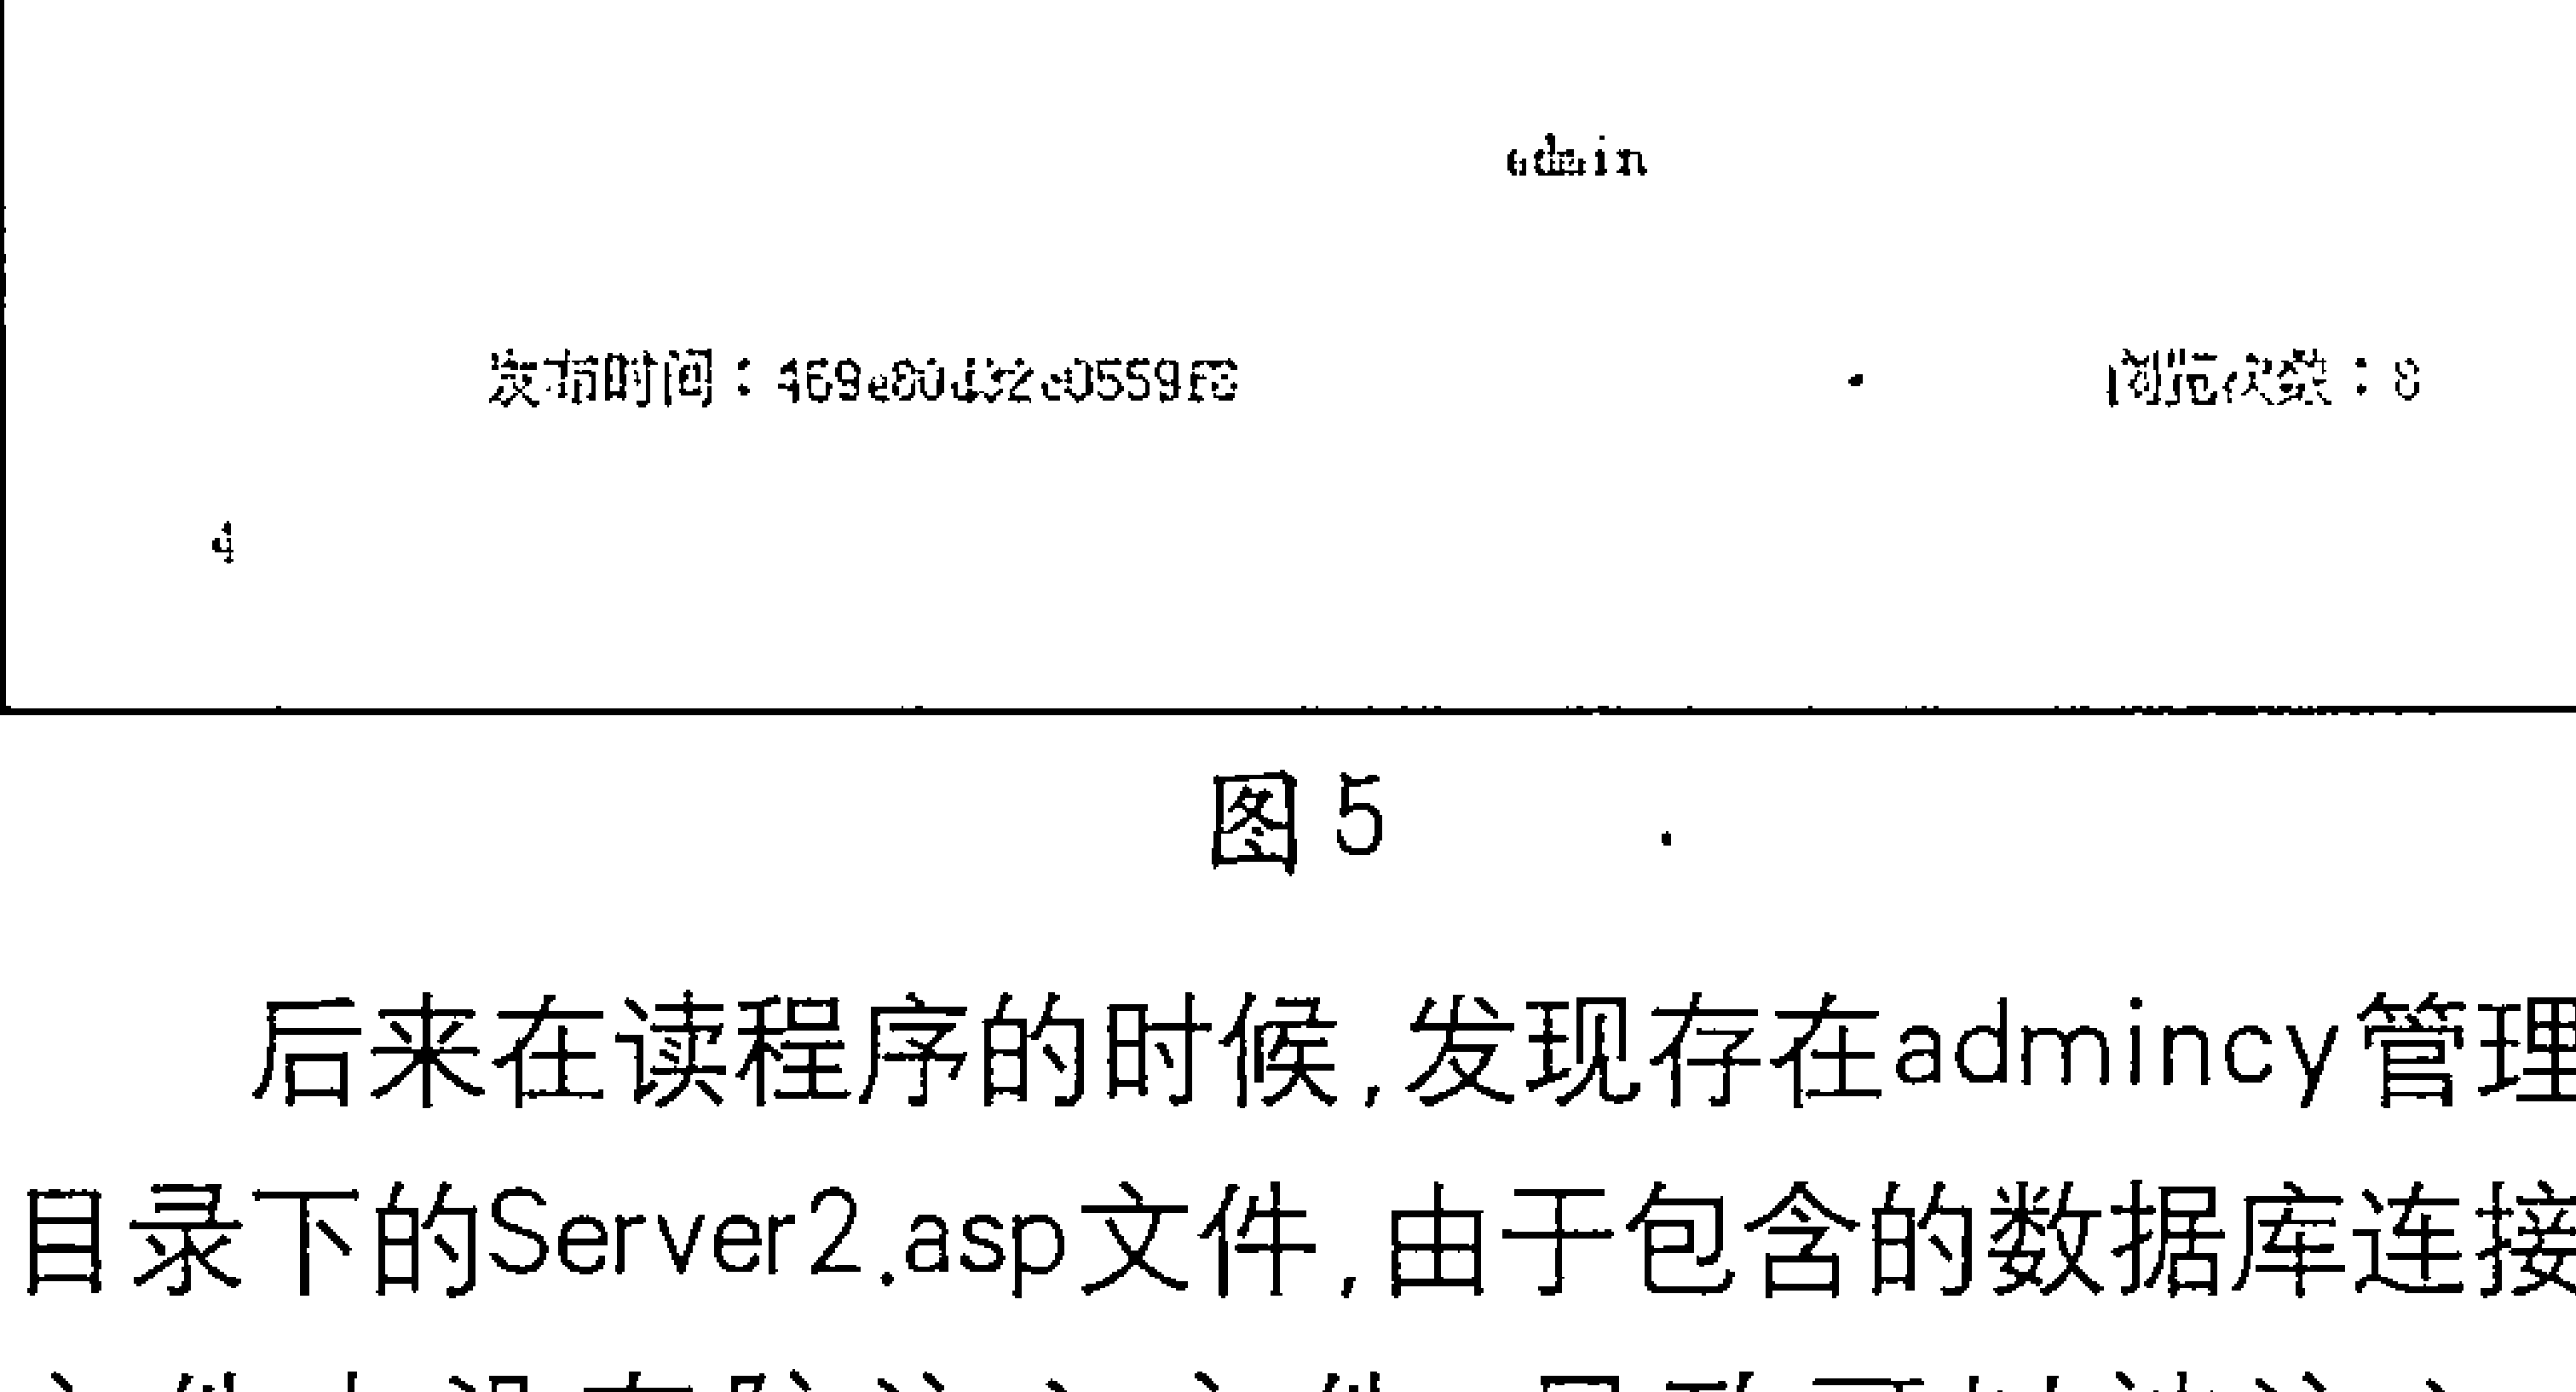 admin
发布时间：469e80d32c0559f8 浏览次数：8
4
图5
后来在读程序的时候,发现存在admincy管理
目录下的Server2.asp文件,由于包含的数据库连接